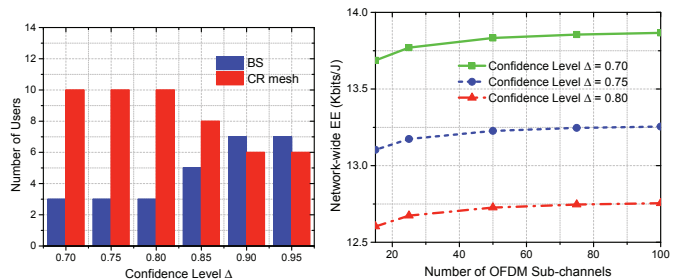 14
12
10
8
6
4
2
0
Number of Users
BS
CR mesh
0.70 0.75 0.80 0.85 0.90 0.95
Confidence Level Δ
14.0
13.5
13.0
12.5
Network-wide EE (Kbits/J)
Confidence Level Δ = 0.70
Confidence Level Δ = 0.75
Confidence Level Δ = 0.80
20 40 60 80 100
Number of OFDM Sub-channels